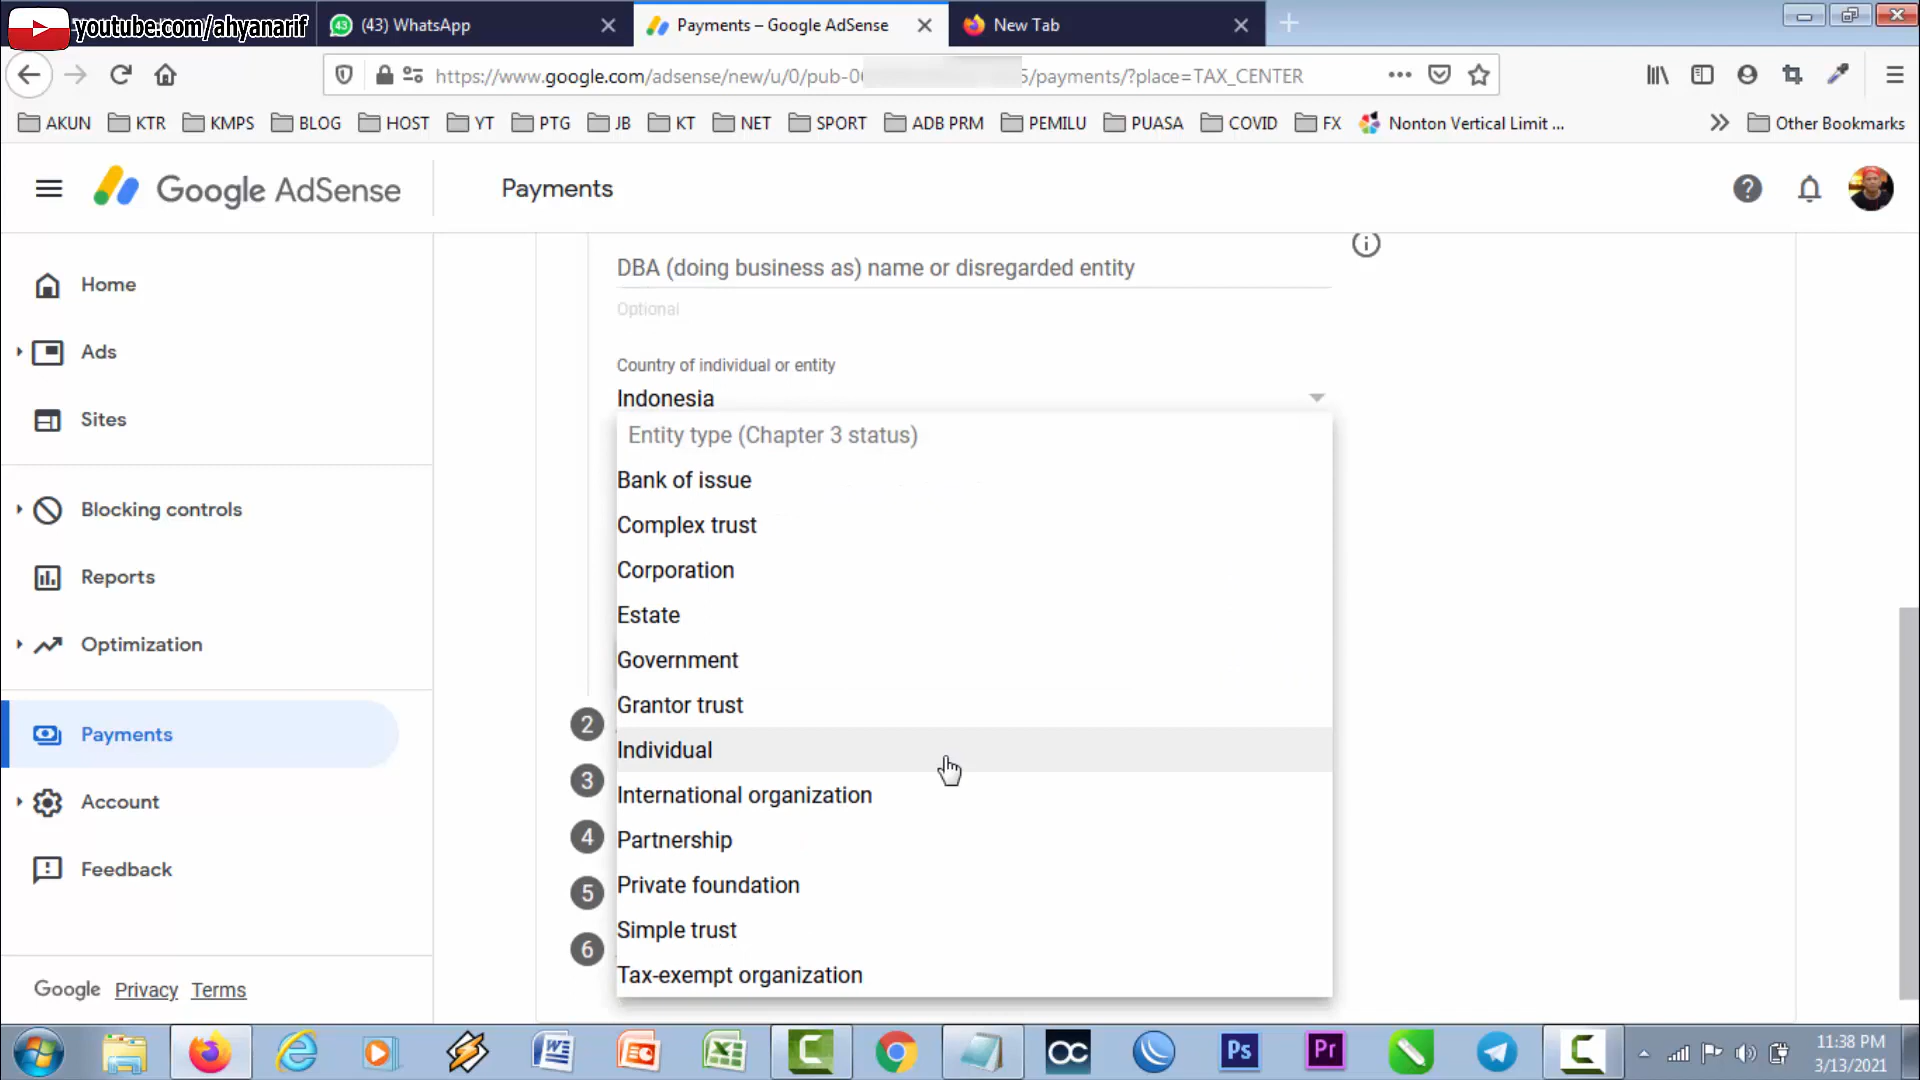 youtube.com/ahyanarif
(43) WhatsApp
Payments – Google AdSense
New Tab
https://www.google.com/adsense/new/u/0/pub-0 5/payments/?place=TAX_CENTER
AKUN KTR KMPS BLOG HOST YT PTG JB KT NET SPORT ADB PRM PEMILU PUASA COVID FX Nonton Vertical Limit ... Other Bookmarks
Google AdSense
Payments
Home
Ads
Sites
Blocking controls
Reports
Optimization
Payments
Account
Feedback
Google Privacy Terms
DBA (doing business as) name or disregarded entity
Optional
Country of individual or entity
Indonesia
Entity type (Chapter 3 status)
Bank of issue
Complex trust
Corporation
Estate
Government
Grantor trust
2
Individual
3
International organization
4
Partnership
5
Private foundation
Simple trust
6
Tax-exempt organization
11:38 PM
3/13/2021